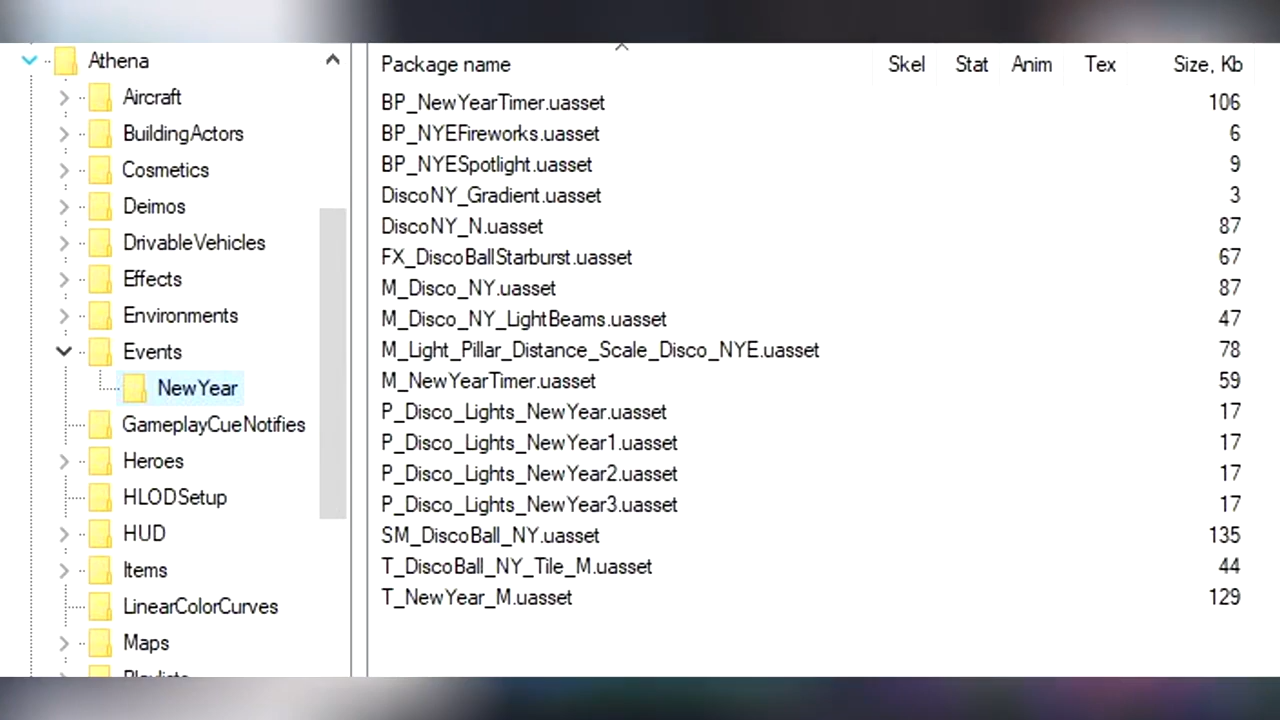 Athena
Aircraft
BuildingActors
Cosmetics
Deimos
DrivableVehicles
Effects
Environments
Events
NewYear
GameplayCueNotifies
Heroes
HLODSetup
HUD
Items
LinearColorCurves
Maps
Playlists
Package name Skel Stat Anim Tex Size, Kb
BP_NewYearTimer.uasset 106
BP_NYEFireworks.uasset 6
BP_NYESpotlight.uasset 9
DiscoNY_Gradient.uasset 3
DiscoNY_N.uasset 87
FX_DiscoBallStarburst.uasset 67
M_Disco_NY.uasset 87
M_Disco_NY_LightBeams.uasset 47
M_Light_Pillar_Distance_Scale_Disco_NYE.uasset 78
M_NewYearTimer.uasset 59
P_Disco_Lights_NewYear.uasset 17
P_Disco_Lights_NewYear1.uasset 17
P_Disco_Lights_NewYear2.uasset 17
P_Disco_Lights_NewYear3.uasset 17
SM_DiscoBall_NY.uasset 135
T_DiscoBall_NY_Tile_M.uasset 44
T_NewYear_M.uasset 129